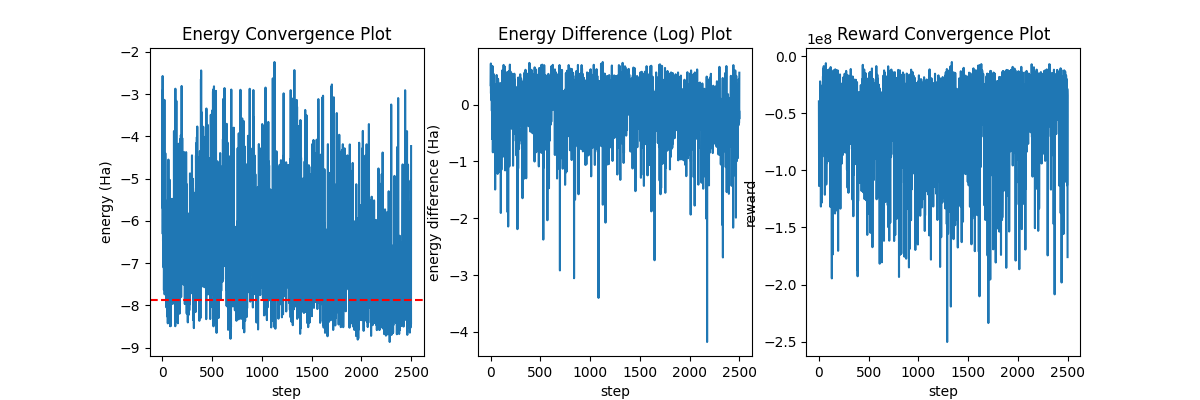 Energy Convergence Plot
energy (Ha)
−2
−3
−4
−5
−6
−7
−8
−9
0 500 1000 1500 2000 2500
step
Energy Difference (Log) Plot
energy difference (Ha)
0
−1
−2
−3
−4
0 500 1000 1500 2000 2500
step
1e8 Reward Convergence Plot
reward
0.0
−0.5
−1.0
−1.5
−2.0
−2.5
0 500 1000 1500 2000 2500
step